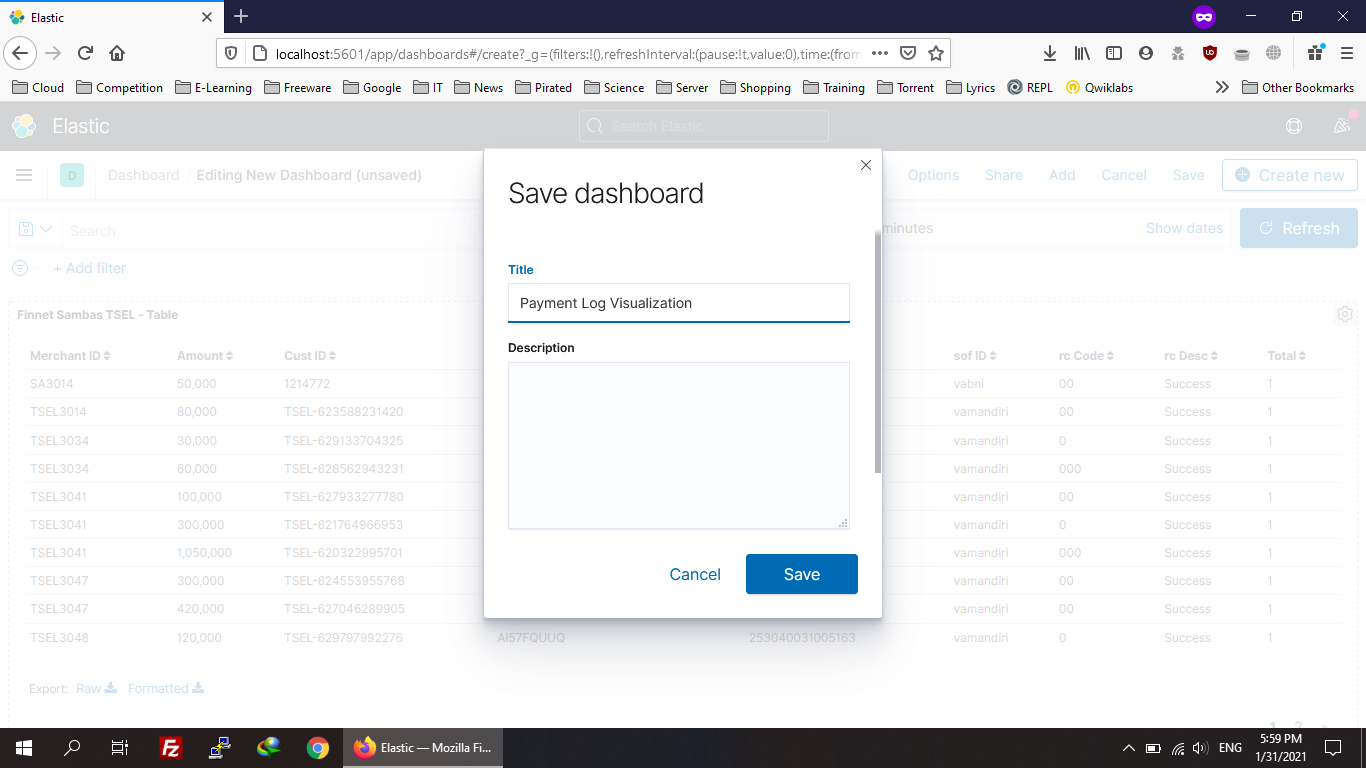 Elastic
localhost:5601/app/dashboards#/create?_g=(filters:!(),refreshInterval:(pause:!t,value:0),time:(from
Cloud Competition E-Learning Freeware Google IT News Pirated Science Server Shopping Training Torrent Lyrics REPL Qwiklabs Other Bookmarks
Elastic Search Elastic
D Dashboard / Editing New Dashboard (unsaved) Options Share Add Cancel Save Create new
Search minutes Show dates Refresh
+ Add filter
Save dashboard
Title
Payment Log Visualization
Description
Cancel Save
Finnet Sambas TSEL - Table
Merchant ID Amount Cust ID sof ID rc Code rc Desc Total
SA3014 50,000 1214772 vabni 00 Success 1
TSEL3014 80,000 TSEL-623588231420 vamandiri 00 Success 1
TSEL3034 30,000 TSEL-629133704325 vamandiri 0 Success 1
TSEL3034 60,000 TSEL-628562943231 vamandiri 000 Success 1
TSEL3041 100,000 TSEL-627933277780 vamandiri 00 Success 1
TSEL3041 300,000 TSEL-621764966953 vamandiri 0 Success 1
TSEL3041 1,050,000 TSEL-620322995701 vamandiri 000 Success 1
TSEL3047 300,000 TSEL-624553955768 vamandiri 00 Success 1
TSEL3047 420,000 TSEL-627046289905 vamandiri 00 Success 1
TSEL3048 120,000 TSEL-629797992276 AI57FQUUQ 253040031005163 vamandiri 0 Success 1
Export: Raw Formatted
1 2 »
Elastic — Mozilla Fi...
ENG
5:59 PM
1/31/2021